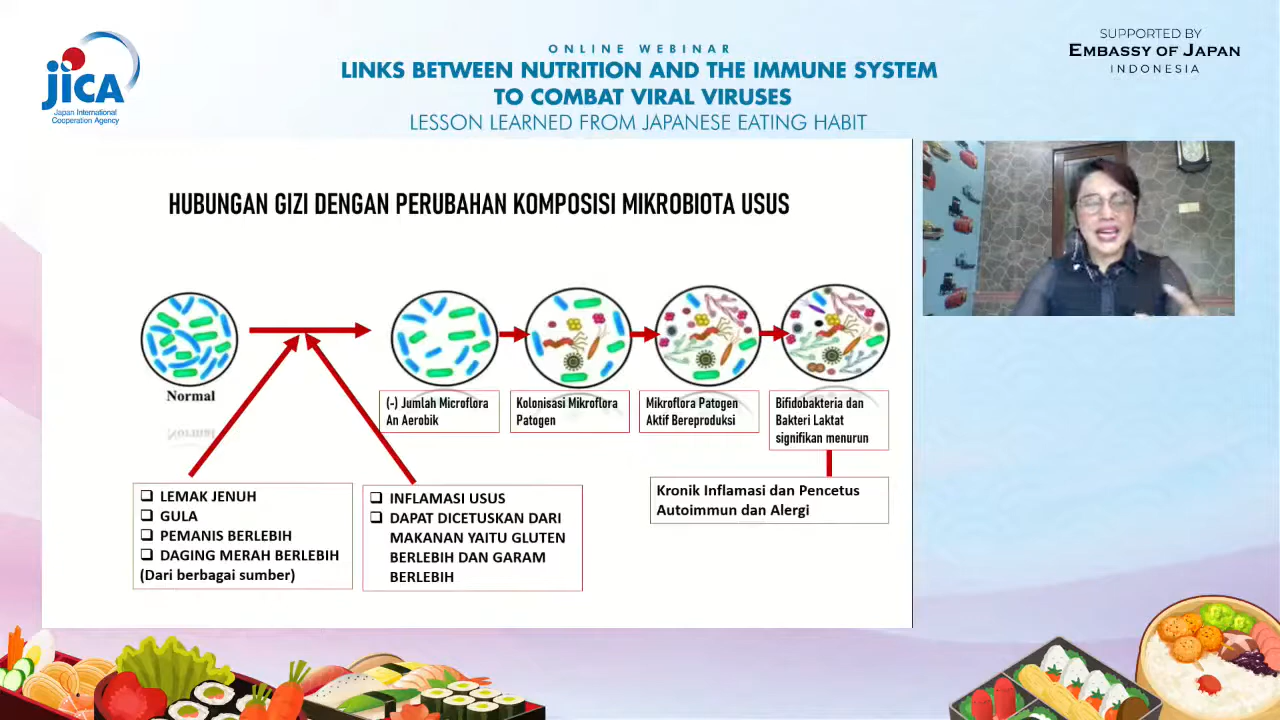 JICA
Japan International
Cooperation Agency
ONLINE WEBINAR
LINKS BETWEEN NUTRITION AND THE IMMUNE SYSTEM
TO COMBAT VIRAL VIRUSES
LESSON LEARNED FROM JAPANESE EATING HABIT
SUPPORTED BY
EMBASSY OF JAPAN
INDONESIA
HUBUNGAN GIZI DENGAN PERUBAHAN KOMPOSISI MIKROBIOTA USUS
Normal
(-) Jumlah Microflora
An Aerobik
Kolonisasi Mikroflora
Patogen
Mikroflora Patogen
Aktif Bereproduksi
Bifidobakteria dan
Bakteri Laktat
signifikan menurun
Kronik Inflamasi dan Pencetus
Autoimmun dan Alergi
❑ LEMAK JENUH
❑ GULA
❑ PEMANIS BERLEBIH
❑ DAGING MERAH BERLEBIH
(Dari berbagai sumber)
❑ INFLAMASI USUS
❑ DAPAT DICETUSKAN DARI
MAKANAN YAITU GLUTEN
BERLEBIH DAN GARAM
BERLEBIH